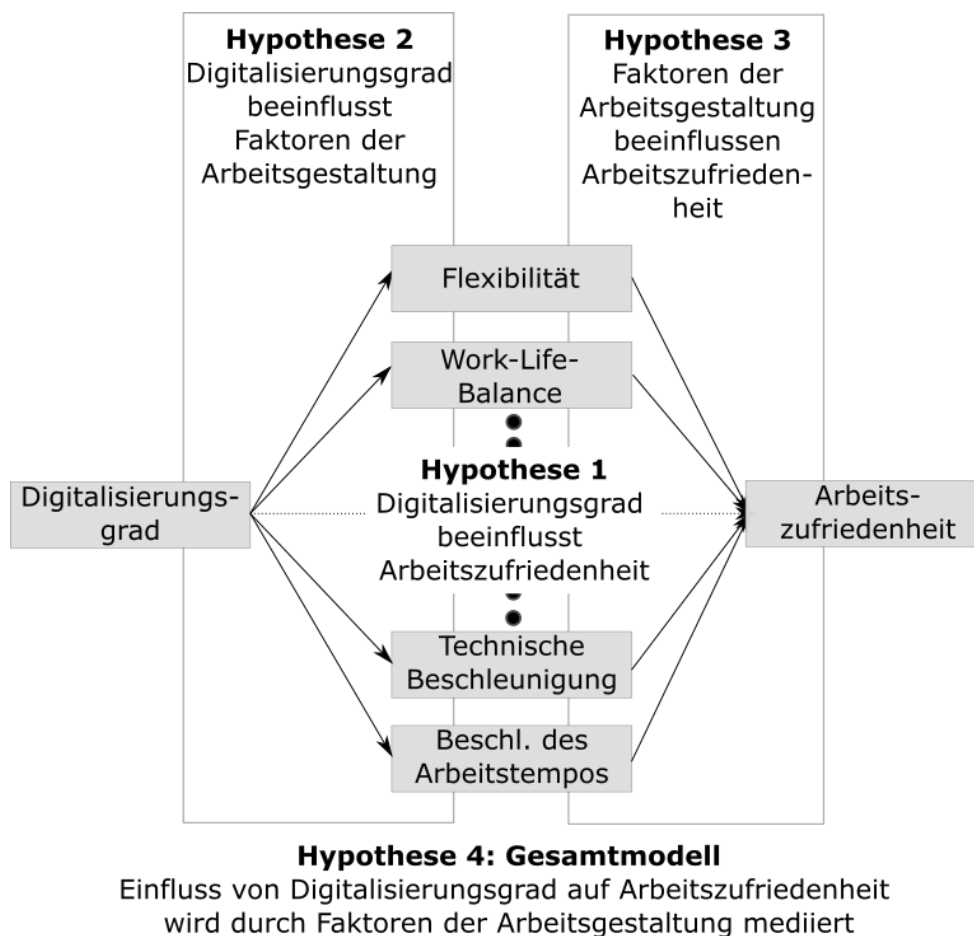 Hypothese 2
Digitalisierungsgrad
beeinflusst
Faktoren der
Arbeitsgestaltung
Hypothese 3
Faktoren der
Arbeitsgestaltung
beeinflussen
Arbeitszufrieden-
heit
Flexibilität
Work-Life-
Balance
Hypothese 1
Digitalisierungsgrad
beeinflusst
Arbeitszufriedenheit
Digitalisierungs-
grad
Arbeits-
zufriedenheit
Technische
Beschleunigung
Beschl. des
Arbeitstempos
Hypothese 4: Gesamtmodell
Einfluss von Digitalisierungsgrad auf Arbeitszufriedenheit
wird durch Faktoren der Arbeitsgestaltung mediiert